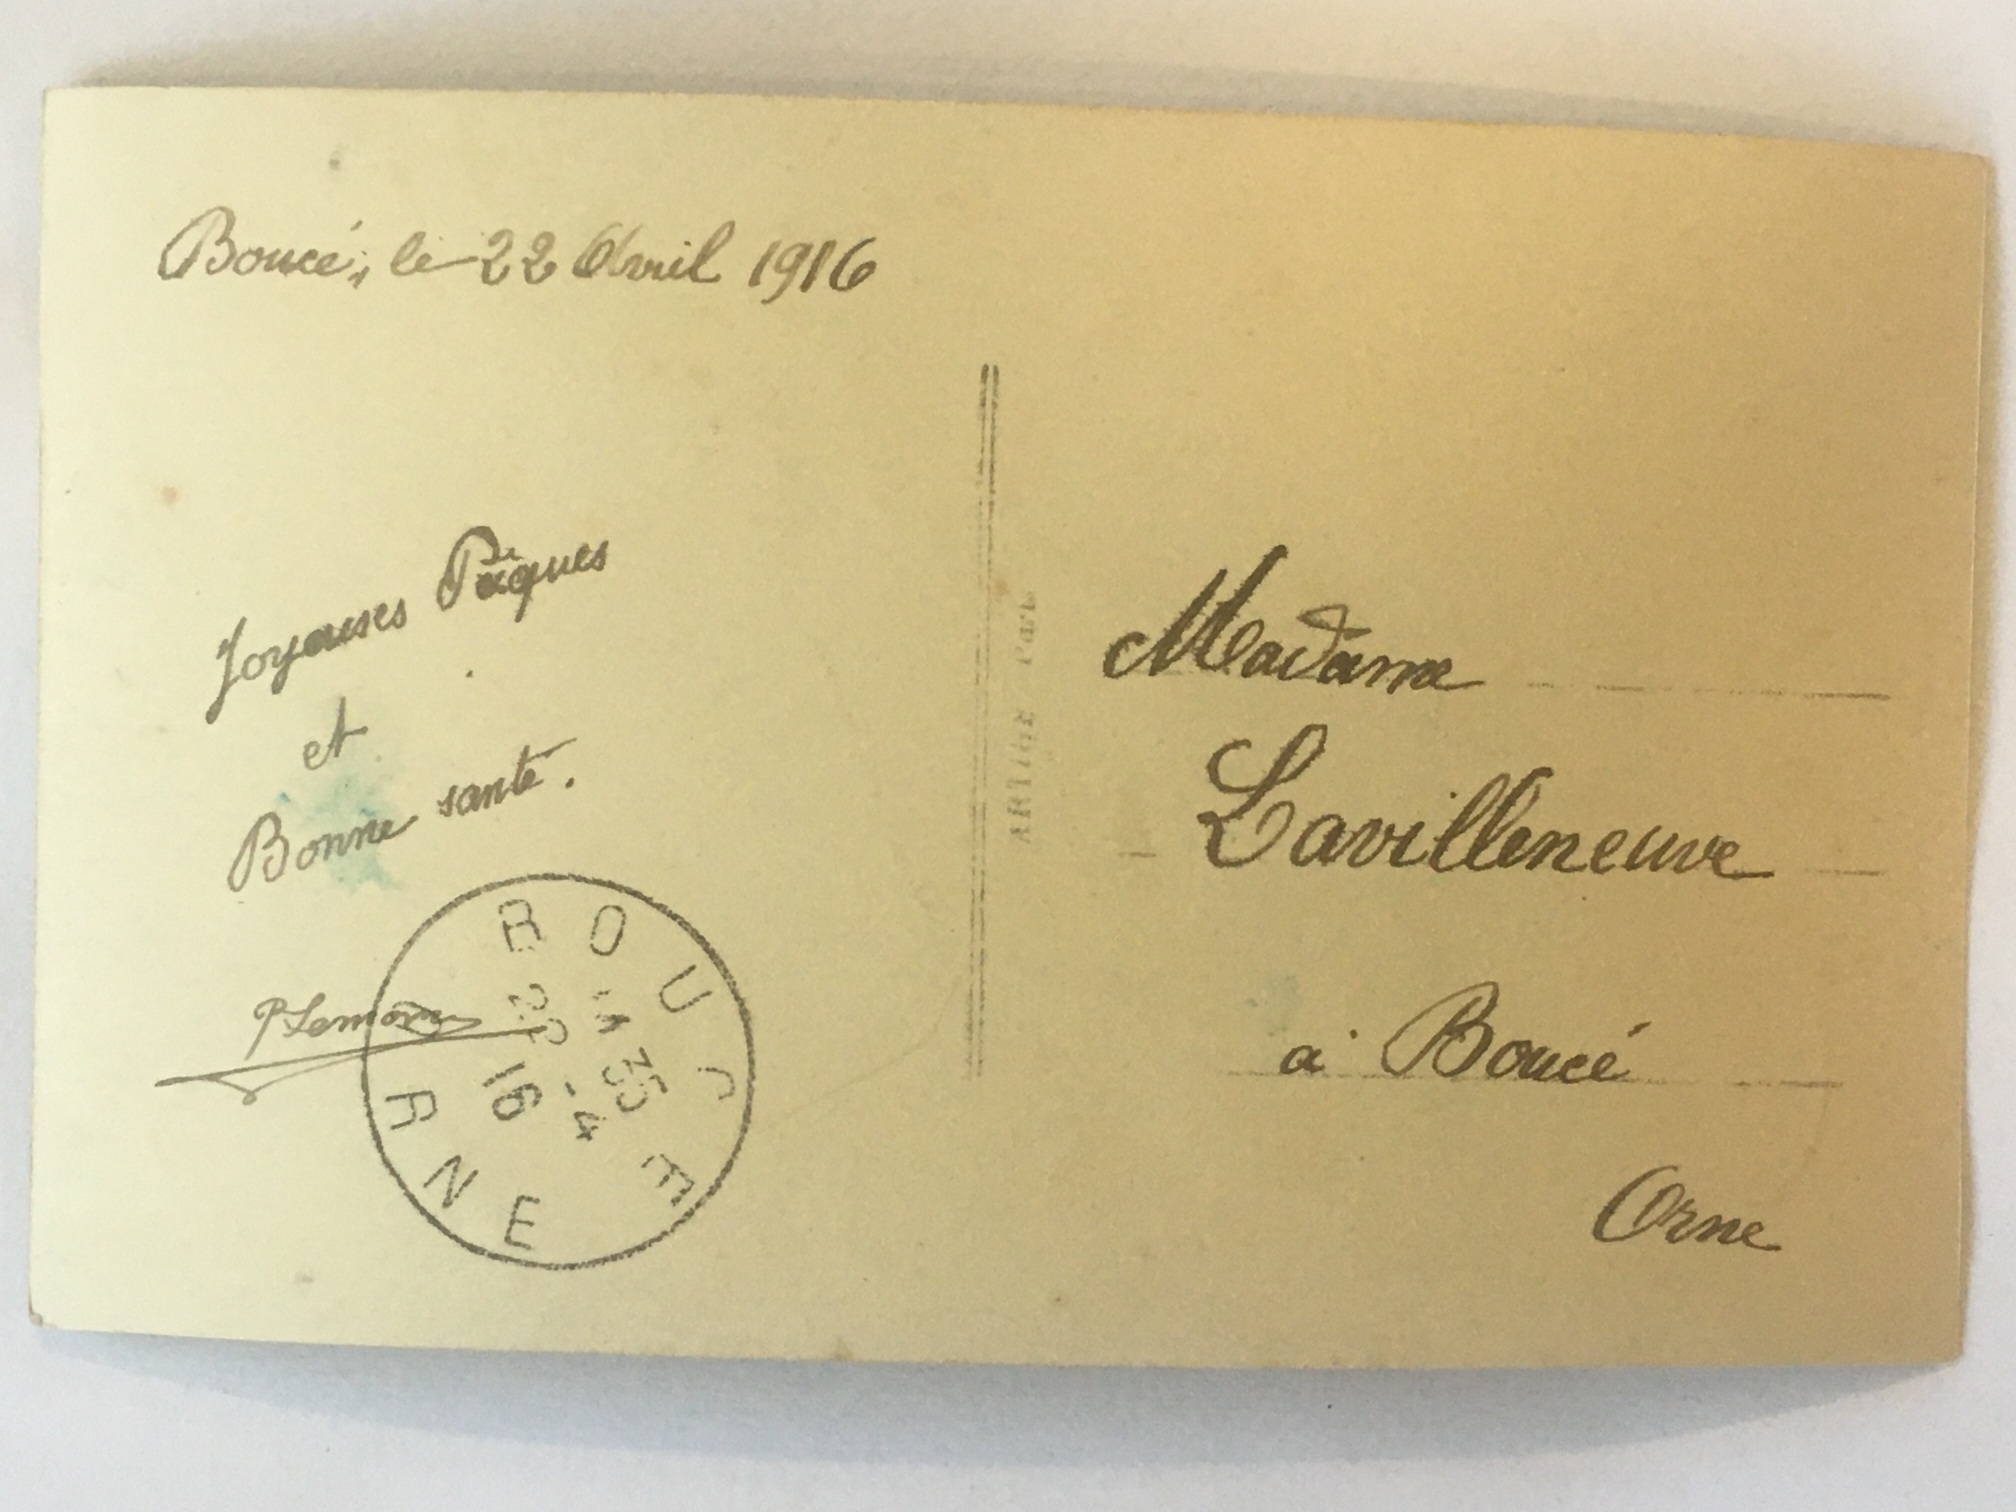 Boucé, le 22 Avril 1916
Joyeuses Pâques
et
Bonne santé.
BOUCE
ORNE
35
22 -4
16
Madame
Lavilleneuve
à Boucé
Orne